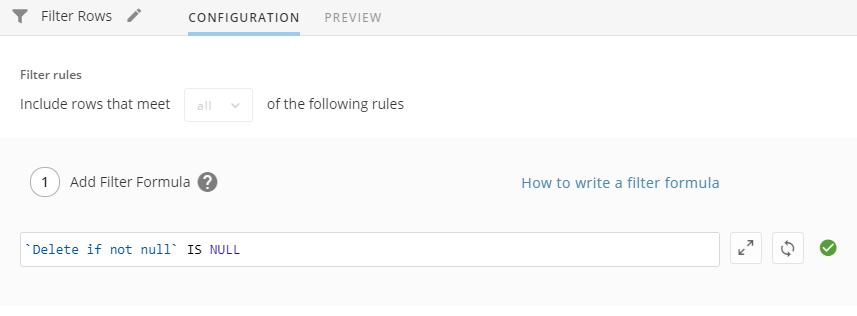 Filter Rows CONFIGURATION PREVIEW
Filter rules
Include rows that meet all of the following rules
1 Add Filter Formula ? How to write a filter formula
`Delete if not null` IS NULL